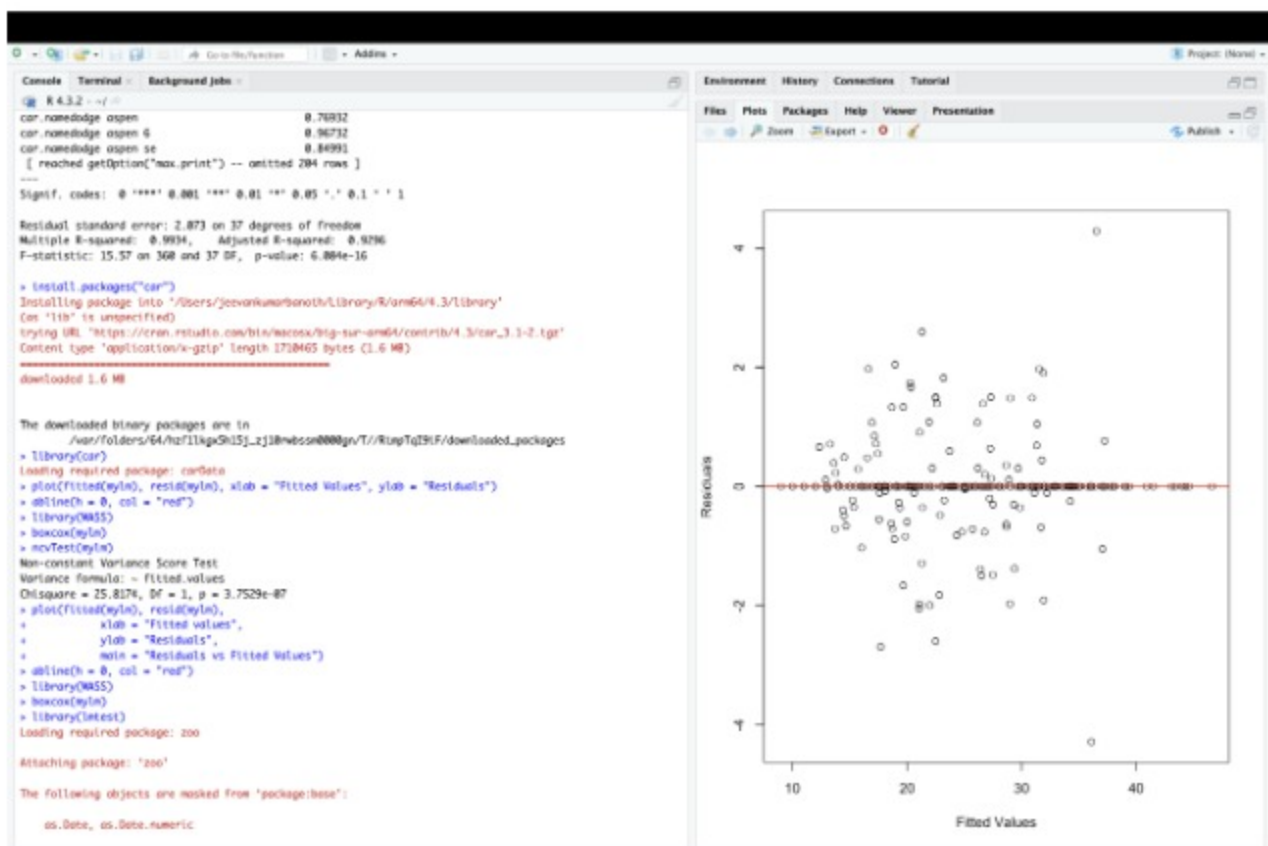 Go to file/function
Addins
Project: (None)
Console Terminal Background Jobs
R 4.3.2 · ~/
car.namedodge aspen 0.76932
car.namedodge aspen 6 0.96732
car.namedodge aspen se 0.84991
[ reached getOption("max.print") -- omitted 204 rows ]
---
Signif. codes: 0 '***' 0.001 '**' 0.01 '*' 0.05 '.' 0.1 ' ' 1
Residual standard error: 2.073 on 37 degrees of freedom
Multiple R-squared: 0.9934, Adjusted R-squared: 0.9296
F-statistic: 15.57 on 360 and 37 DF, p-value: 6.084e-16
> install.packages("car")
Installing package into '/Users/jeevankumarbanoth/Library/R/arm64/4.3/library'
(as 'lib' is unspecified)
trying URL 'https://cran.rstudio.com/bin/macosx/big-sur-arm64/contrib/4.3/car_3.1-2.tgz'
Content type 'application/x-gzip' length 1710465 bytes (1.6 MB)
==================================================
downloaded 1.6 MB
The downloaded binary packages are in
> library(car)
Loading required package: carData
> plot(fitted(mylm), resid(mylm), xlab = "Fitted Values", ylab = "Residuals")
> abline(h = 0, col = "red")
> library(MASS)
> boxcox(mylm)
> ncvTest(mylm)
Non-constant Variance Score Test
Variance formula: ~ fitted.values
Chisquare = 25.8174, Df = 1, p = 3.7529e-07
> plot(fitted(mylm), resid(mylm),
+ xlab = "Fitted values",
+ ylab = "Residuals",
+ main = "Residuals vs Fitted Values")
> abline(h = 0, col = "red")
> library(MASS)
> boxcox(mylm)
> library(lmtest)
Loading required package: zoo
Attaching package: 'zoo'
The following objects are masked from 'package:base':
as.Date, as.Date.numeric
Environment History Connections Tutorial
Files Plots Packages Help Viewer Presentation
Zoom Export Publish
4
2
0
-2
-4
Residuals
10 20 30 40
Fitted Values